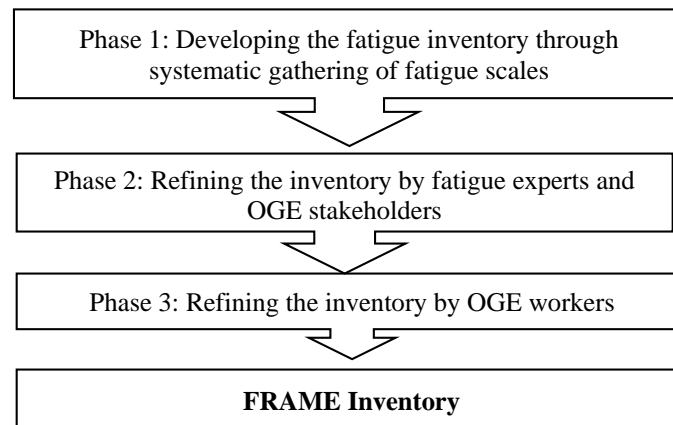 Phase 1: Developing the fatigue inventory through
systematic gathering of fatigue scales
Phase 2: Refining the inventory by fatigue experts and
OGE stakeholders
Phase 3: Refining the inventory by OGE workers
FRAME Inventory